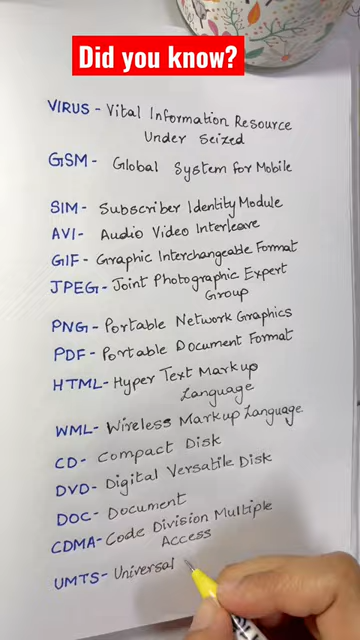 Did you know?
VIRUS - Vital Information Resource
Under Seized
GSM - Global System for Mobile
SIM - Subscriber Identity Module
AVI - Audio Video Interleave
GIF - Graphic Interchangeable Format
JPEG - Joint Photographic Expert
Group
PNG - Portable Network Graphics
PDF - Portable Document Format
HTML - Hyper Text Markup
Language
WML - Wireless Markup Language
CD - Compact Disk
DVD - Digital Versatile Disk
DOC - Document
CDMA - Code Division Multiple
Access
UMTS - Universal